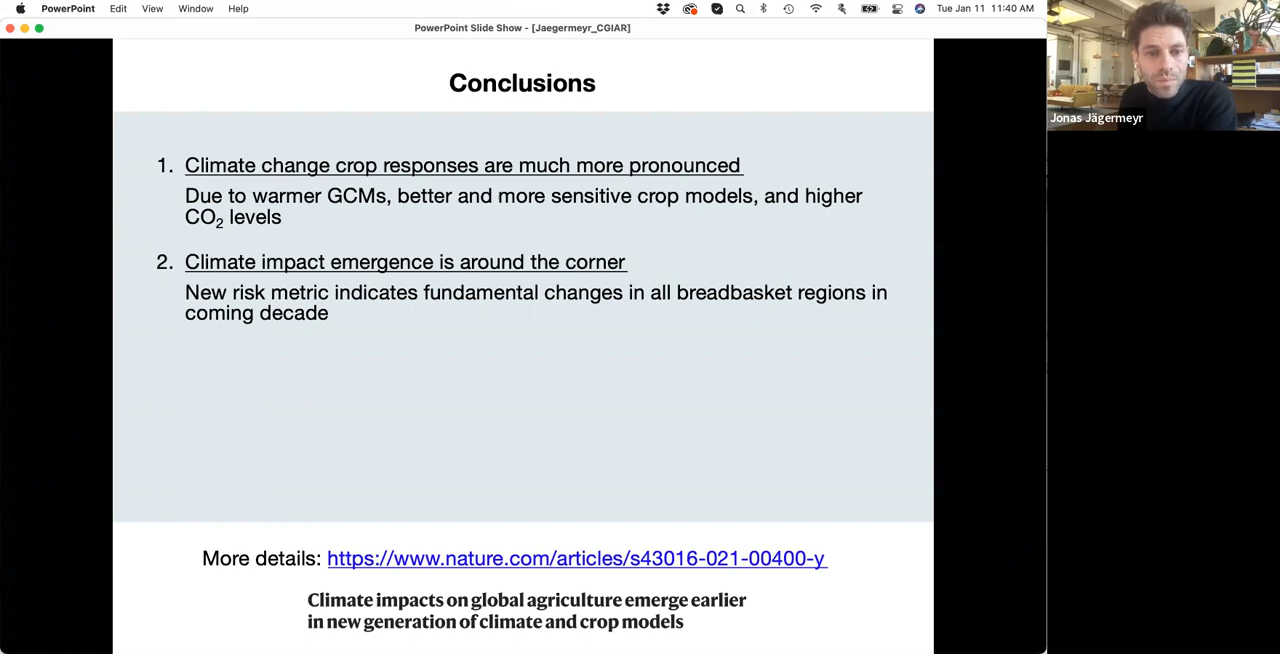 PowerPoint Edit View Window Help Tue Jan 11 11:40 AM
PowerPoint Slide Show - [Jaegermeyr_CGIAR]
Conclusions
1. Climate change crop responses are much more pronounced
Due to warmer GCMs, better and more sensitive crop models, and higher
CO₂ levels
2. Climate impact emergence is around the corner
New risk metric indicates fundamental changes in all breadbasket regions in
coming decade
More details: https://www.nature.com/articles/s43016-021-00400-y
Climate impacts on global agriculture emerge earlier
in new generation of climate and crop models
Jonas Jägermeyr